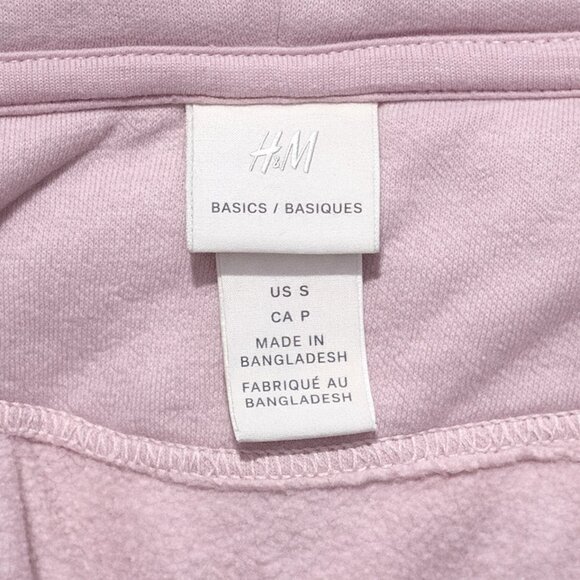 H&M
BASICS / BASIQUES
US S
CA P
MADE IN
BANGLADESH
FABRIQUÉ AU
BANGLADESH